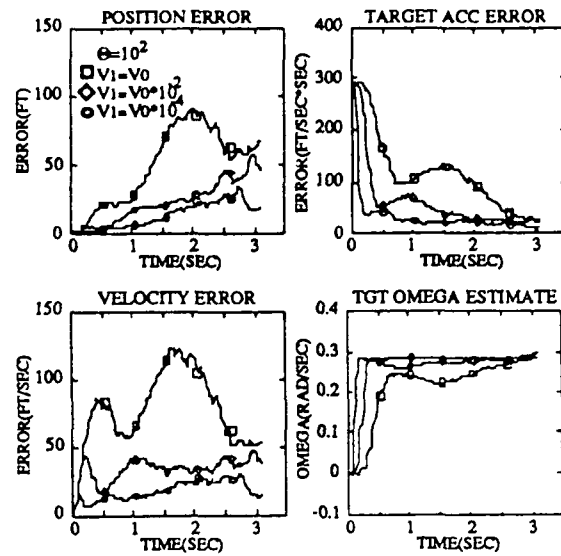 POSITION ERROR
150
100
50
0
ERROR(FT)
Θ=10²
V1=V0
V1=V0*10⁻²
V1=V0*10⁻⁴
0 1 2 3
TIME(SEC)
TARGET ACC ERROR
400
300
200
100
0
ERROR(FT/SEC*SEC)
0 1 2 3
TIME(SEC)
VELOCITY ERROR
150
100
50
0
ERROR(FT/SEC)
0 1 2 3
TIME(SEC)
TGT OMEGA ESTIMATE
0.4
0.3
0.2
0.1
0
-0.1
OMEGA(RAD/SEC)
0 1 2 3
TIME(SEC)